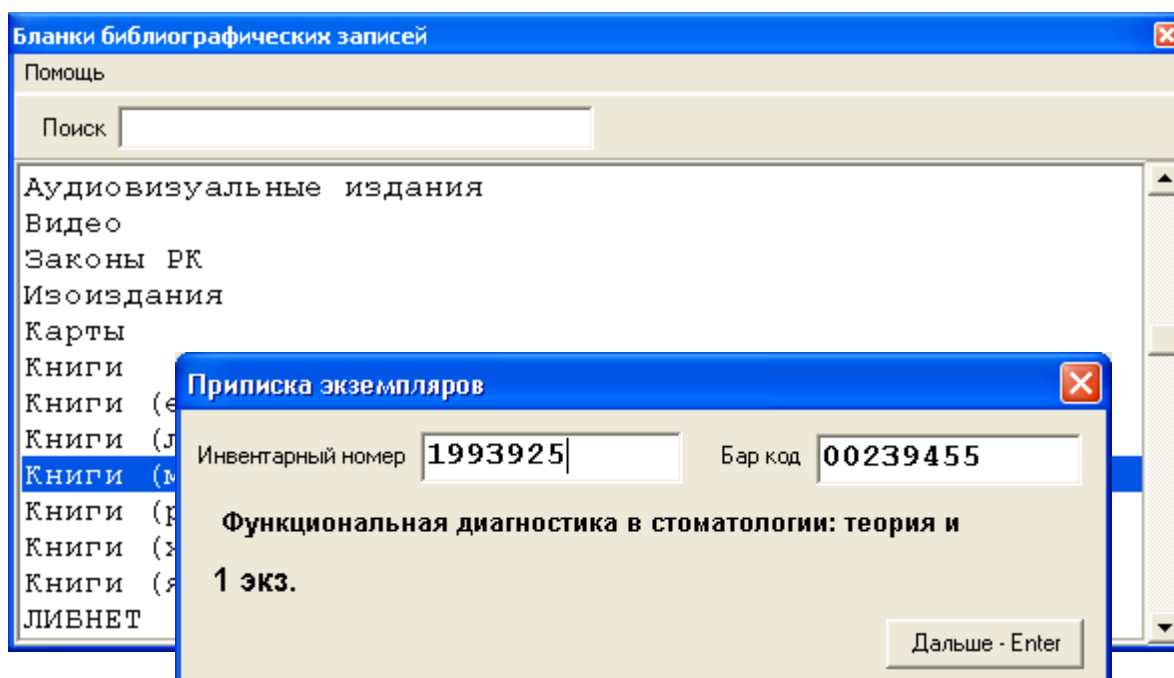 Бланки библиографических записей
Помощь
Поиск
Аудиовизуальные издания
Видео
Законы РК
Изоиздания
Карты
Книги
Книги (е
Книги (л
Книги (м
Книги (р
Книги (х
Книги (я
ЛИБНЕТ
Приписка экземпляров
Инвентарный номер 1993925 Бар код 00239455
Функциональная диагностика в стоматологии: теория и
1 экз.
Дальше - Enter